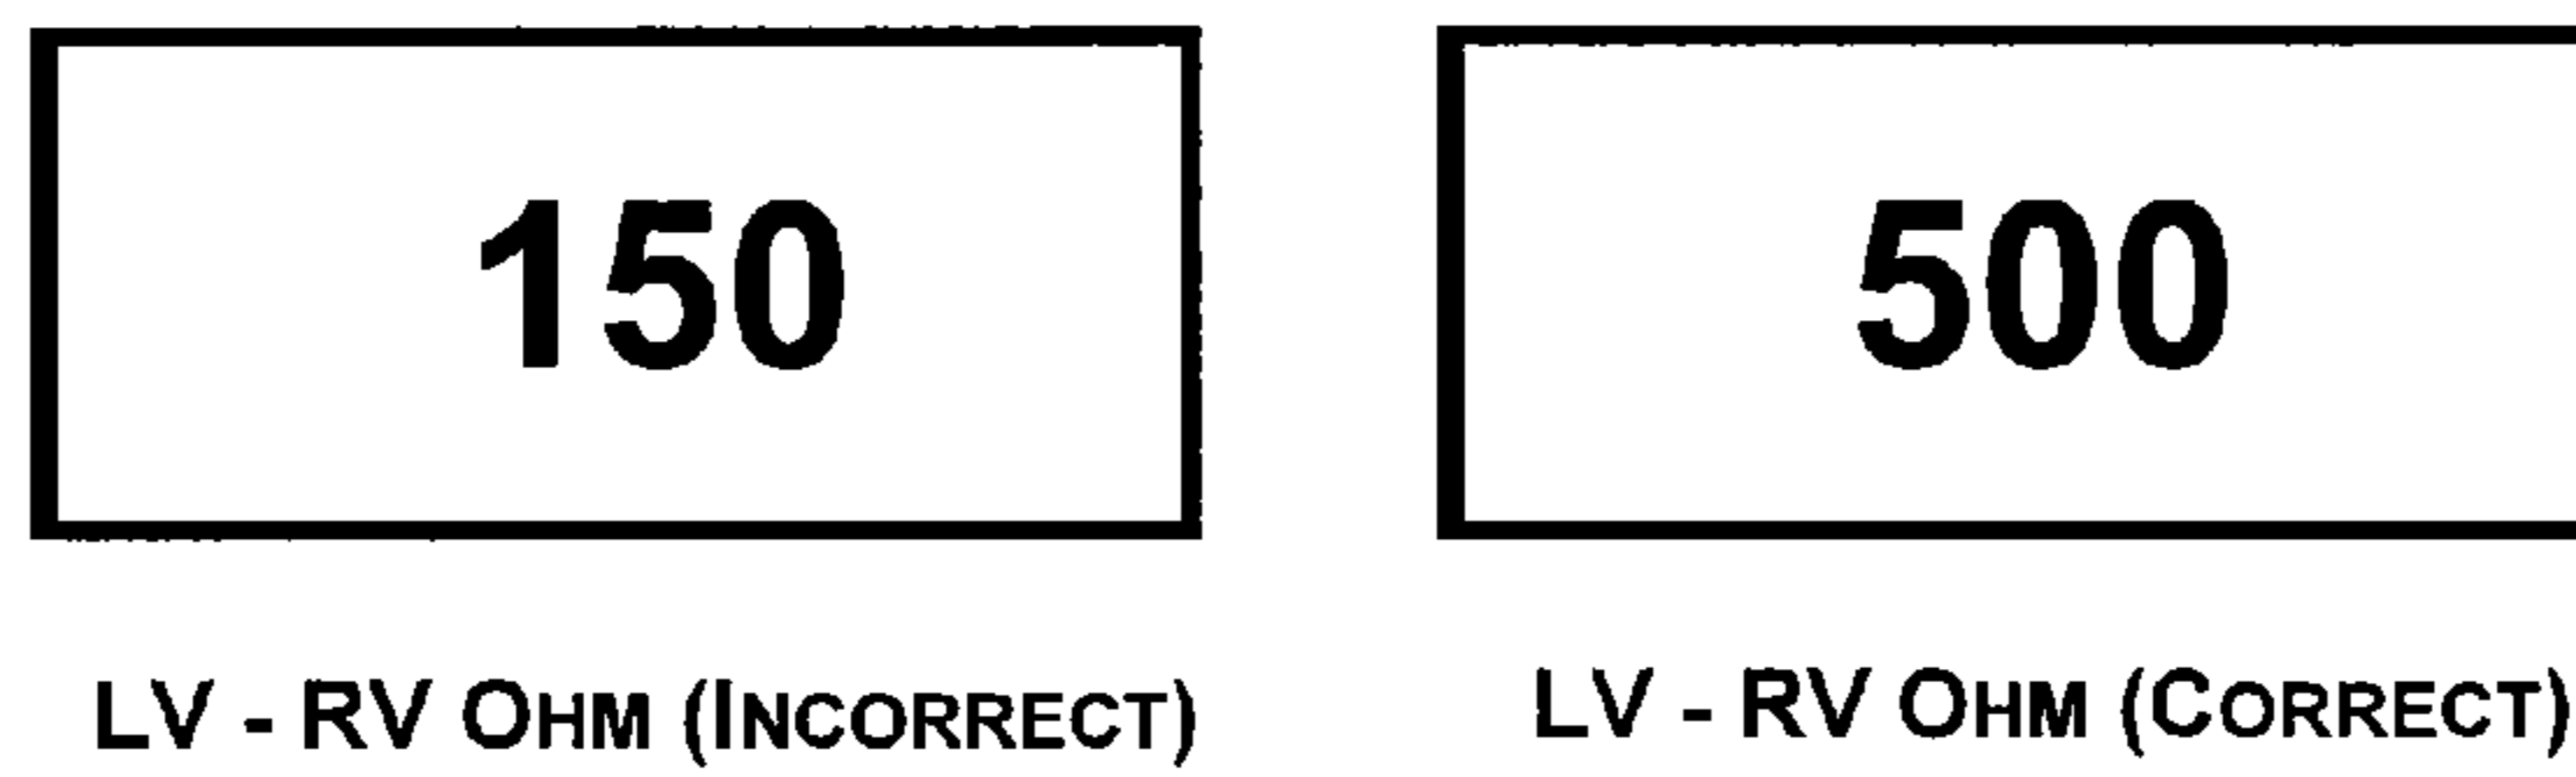 150
500
LV - RV OHM (INCORRECT)
LV - RV OHM (CORRECT)